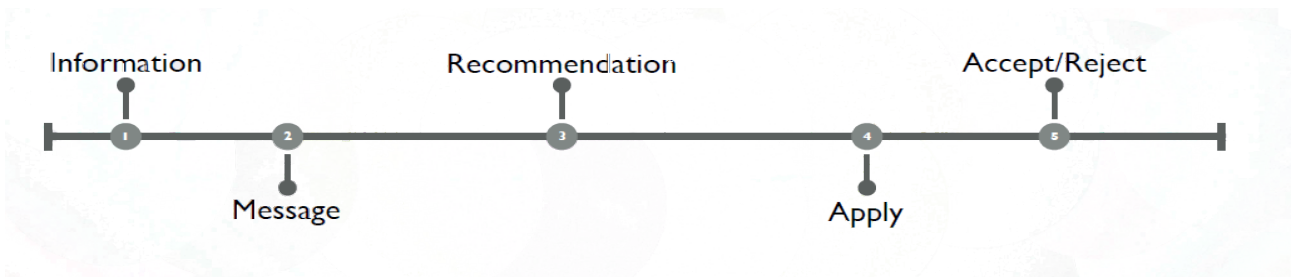 Information
Recommendation
Accept/Reject
1
2
3
4
5
Message
Apply